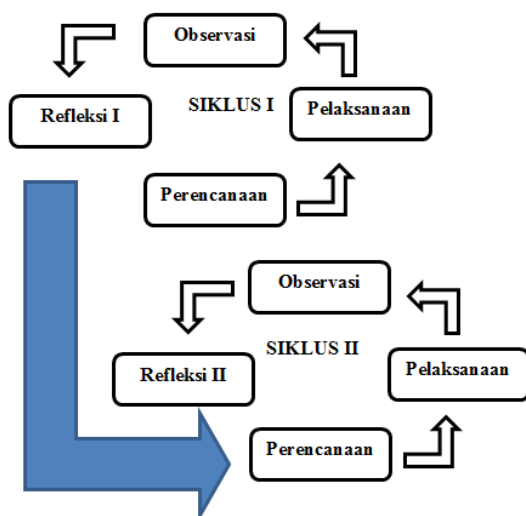 Observasi
Refleksi I
SIKLUS I
Pelaksanaan
Perencanaan
Observasi
Refleksi II
SIKLUS II
Pelaksanaan
Perencanaan